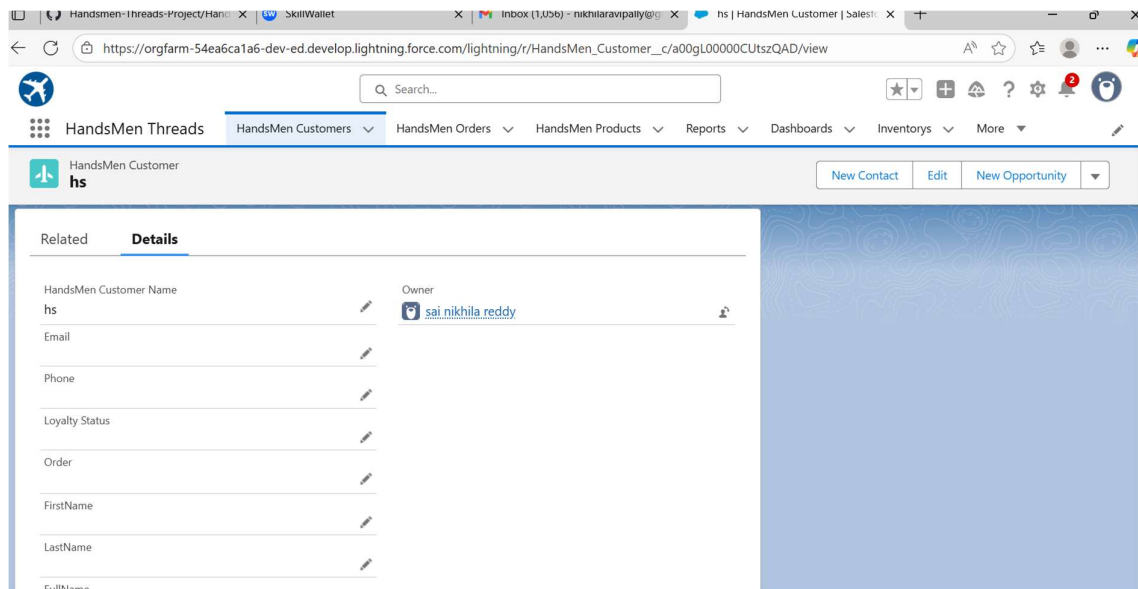 Handsmen-Threads-Project/Hand
SW SkillWallet
Inbox (1,056) - nikhilaravipally@g
hs | HandsMen Customer | Salesfo
https://orgfarm-54ea6ca1a6-dev-ed.develop.lightning.force.com/lightning/r/HandsMen_Customer__c/a00gL00000CUtszQAD/view
Search...
2
HandsMen Threads
HandsMen Customers
HandsMen Orders
HandsMen Products
Reports
Dashboards
Inventorys
More
HandsMen Customer
hs
New Contact
Edit
New Opportunity
Related
Details
HandsMen Customer Name
hs
Owner
sai nikhila reddy
Email
Phone
Loyalty Status
Order
FirstName
LastName
FullName